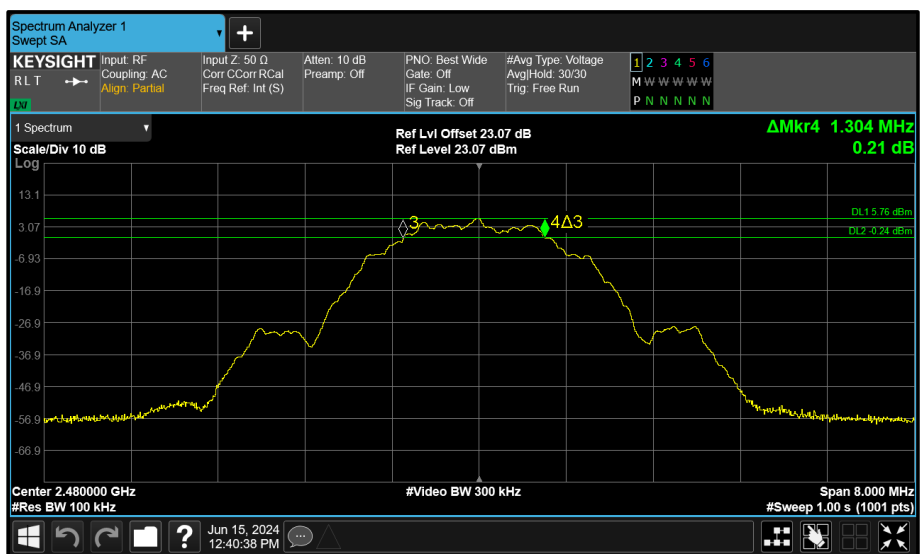 Spectrum Analyzer 1
Swept SA
+
KEYSIGHT
R L T
LXI
Input: RF
Coupling: AC
Align: Partial
Input Z: 50 Ω
Corr CCorr RCal
Freq Ref: Int (S)
Atten: 10 dB
Preamp: Off
PNO: Best Wide
Gate: Off
IF Gain: Low
Sig Track: Off
#Avg Type: Voltage
Avg|Hold: 30/30
Trig: Free Run
1 2 3 4 5 6
M W W W W W
P N N N N N
1 Spectrum
Scale/Div 10 dB
Ref Lvl Offset 23.07 dB
Ref Level 23.07 dBm
ΔMkr4 1.304 MHz
0.21 dB
Log
13.1
DL1 5.76 dBm
3.07
3
4Δ3
DL2 -0.24 dBm
-6.93
-16.9
-26.9
-36.9
-46.9
-56.9
-66.9
Center 2.480000 GHz
#Video BW 300 kHz
Span 8.000 MHz
#Res BW 100 kHz
#Sweep 1.00 s (1001 pts)
?
Jun 15, 2024
12:40:38 PM